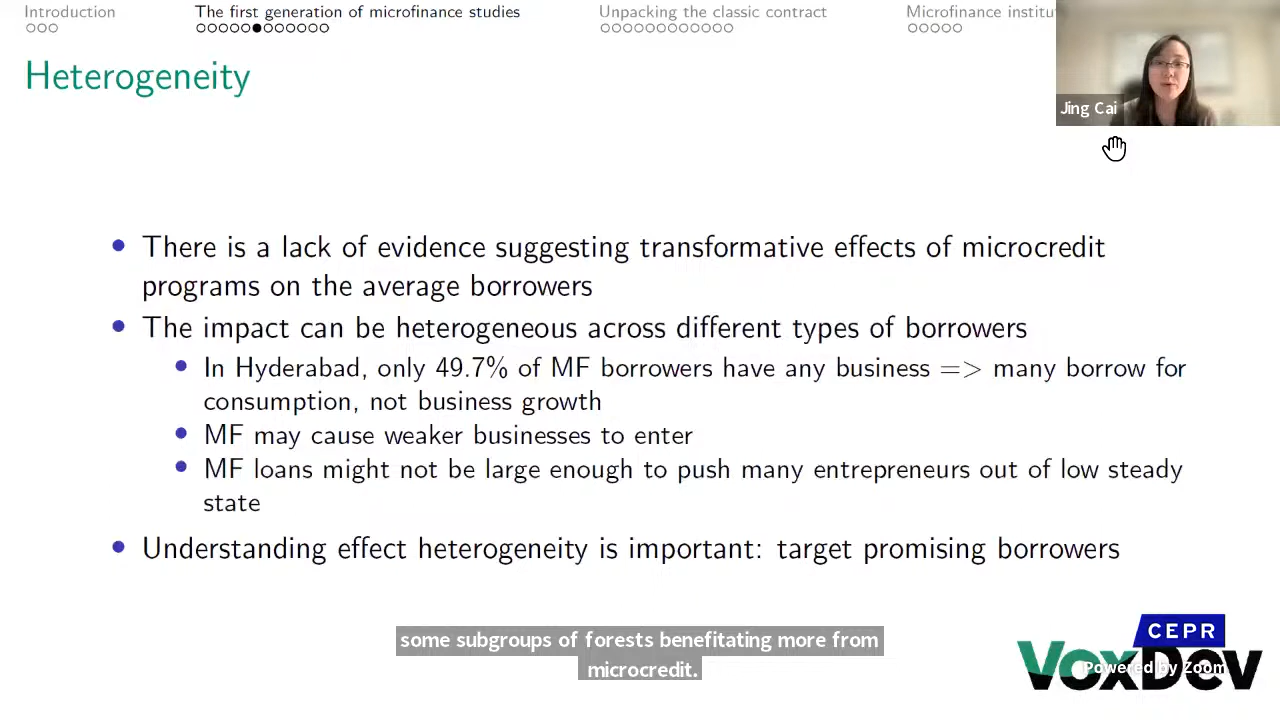 Introduction
The first generation of microfinance studies
Unpacking the classic contract
Microfinance institu
Jing Cai
Heterogeneity
There is a lack of evidence suggesting transformative effects of microcredit
programs on the average borrowers
The impact can be heterogeneous across different types of borrowers
In Hyderabad, only 49.7% of MF borrowers have any business => many borrow for
consumption, not business growth
MF may cause weaker businesses to enter
MF loans might not be large enough to push many entrepreneurs out of low steady
state
Understanding effect heterogeneity is important: target promising borrowers
some subgroups of forests benefitating more from
microcredit.
CEPR
VoxDev
Powered by Zoom